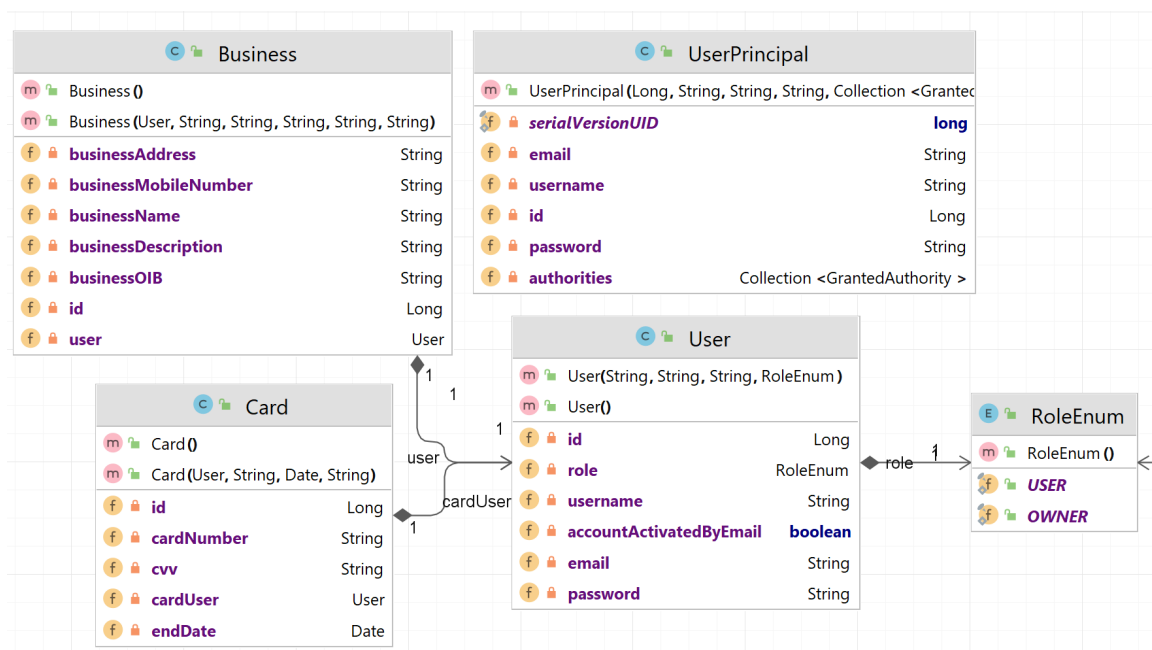 Business
Business()
Business(User, String, String, String, String, String)
businessAddress String
businessMobileNumber String
businessName String
businessDescription String
businessOIB String
id Long
user User
UserPrincipal
UserPrincipal(Long, String, String, String, Collection <Granted
serialVersionUID long
email String
username String
id Long
password String
authorities Collection <GrantedAuthority >
1
1
1
user
cardUser
1
Card
Card()
Card(User, String, Date, String)
id Long
cardNumber String
cvv String
cardUser User
endDate Date
User
User(String, String, String, RoleEnum )
User()
id Long
role RoleEnum
username String
accountActivatedByEmail boolean
email String
password String
role
1
RoleEnum
RoleEnum ()
USER
OWNER